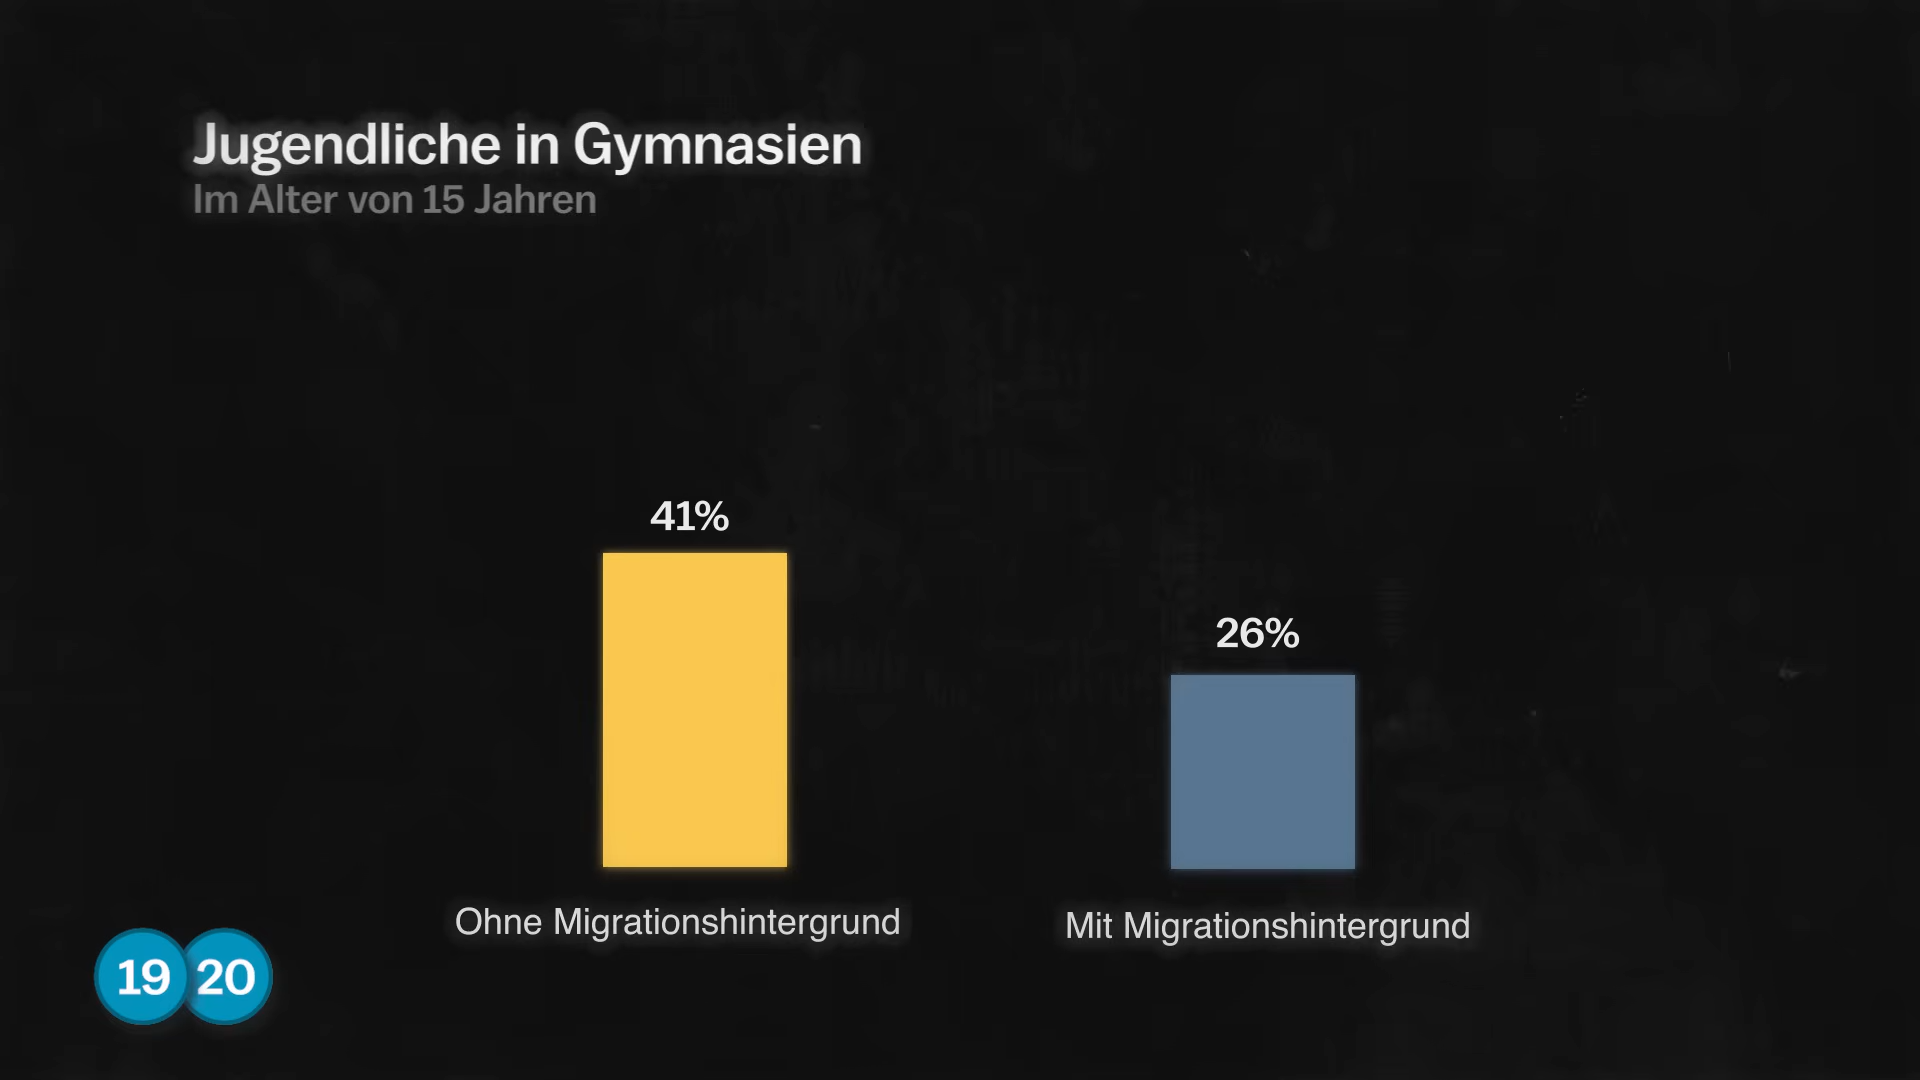 Jugendliche in Gymnasien
Im Alter von 15 Jahren
41%
26%
Ohne Migrationshintergrund
Mit Migrationshintergrund
19 20